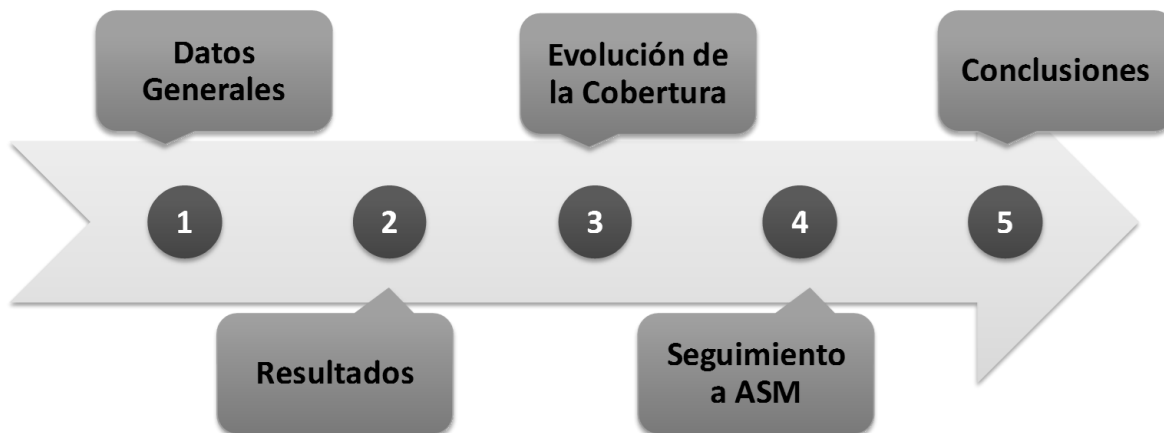 Datos
Generales
Evolución de
la Cobertura
Conclusiones
1
2
3
4
5
Resultados
Seguimiento
a ASM